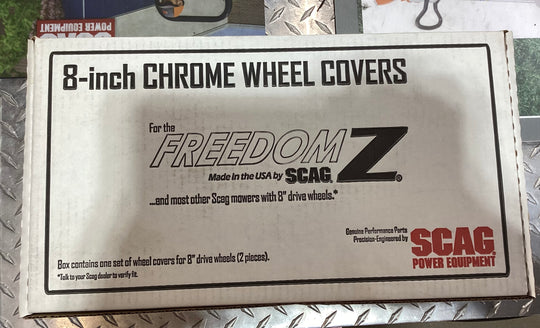 SCAG
POWER EQUIPMENT
8-inch CHROME WHEEL COVERS
For the
FREEDOM Z®
Made in the USA by SCAG
...and most other Scag mowers with 8" drive wheels.*
Genuine Performance Parts
Precision-Engineered by
SCAG
POWER EQUIPMENT
Box contains one set of wheel covers for 8" drive wheels (2 pieces).
*Talk to your Scag dealer to verify fit.